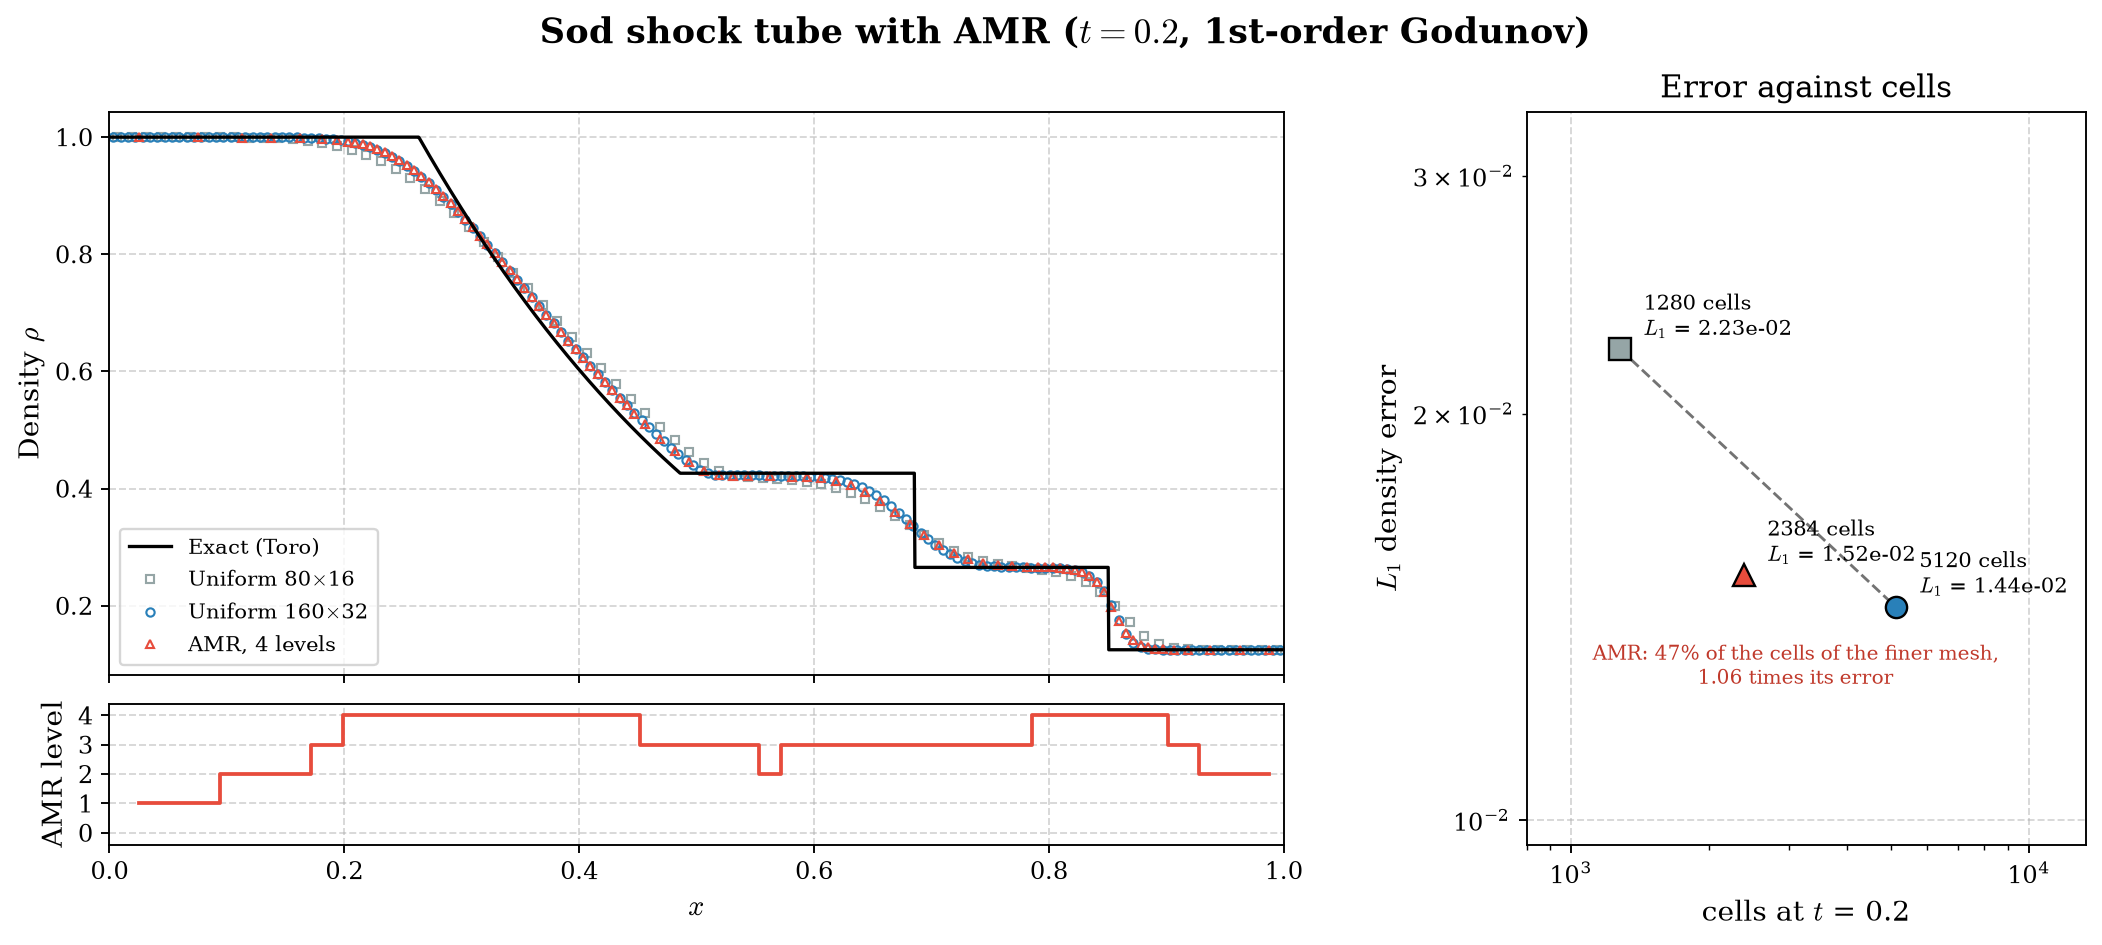 Sod shock tube with AMR (t = 0.2, 1st-order Godunov)
Density ρ
1.0
0.8
0.6
0.4
0.2
Exact (Toro)
Uniform 80×16
Uniform 160×32
AMR, 4 levels
AMR level
4
3
2
1
0
0.0 0.2 0.4 0.6 0.8 1.0
x
Error against cells
L₁ density error
3 × 10⁻²
2 × 10⁻²
10⁻²
1280 cells
L₁ = 2.23e-02
2384 cells
L₁ = 1.52e-02
5120 cells
L₁ = 1.44e-02
AMR: 47% of the cells of the finer mesh,
1.06 times its error
10³ 10⁴
cells at t = 0.2